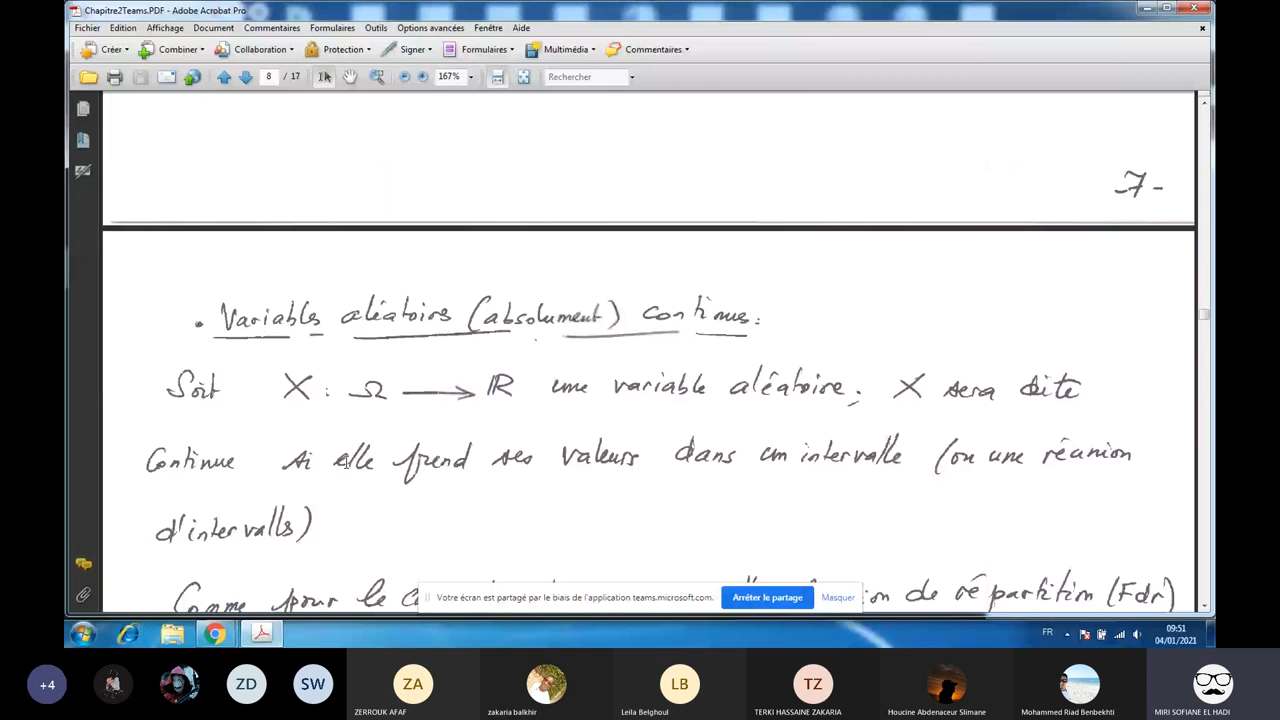 Chapitre2Teams.PDF - Adobe Acrobat Pro
Fichier Edition Affichage Document Commentaires Formulaires Outils Options avancées Fenêtre Aide
Créer Combiner Collaboration Protection Signer Formulaires Multimédia Commentaires
8 / 17 167% Rechercher
-7-
• Variables aléatoires (absolument) continus:
Soit X : Ω → ℝ une variable aléatoire; X sera dite
Continue si elle prend ses valeurs dans un intervalle (ou une réunion
d'intervalls)
Comme pour le de répartition (Fdr)
Votre écran est partagé par le biais de l'application teams.microsoft.com. Arrêter le partage Masquer
FR 09:51
04/01/2021
+4 ZD SW ZA LB TZ
ZERROUK AFAF zakaria balkhir Leila Belghoul TERKI HASSAINE ZAKARIA Houcine Abdenaceur Slimane Mohammed Riad Benbekhti MIRI SOFIANE EL HADI